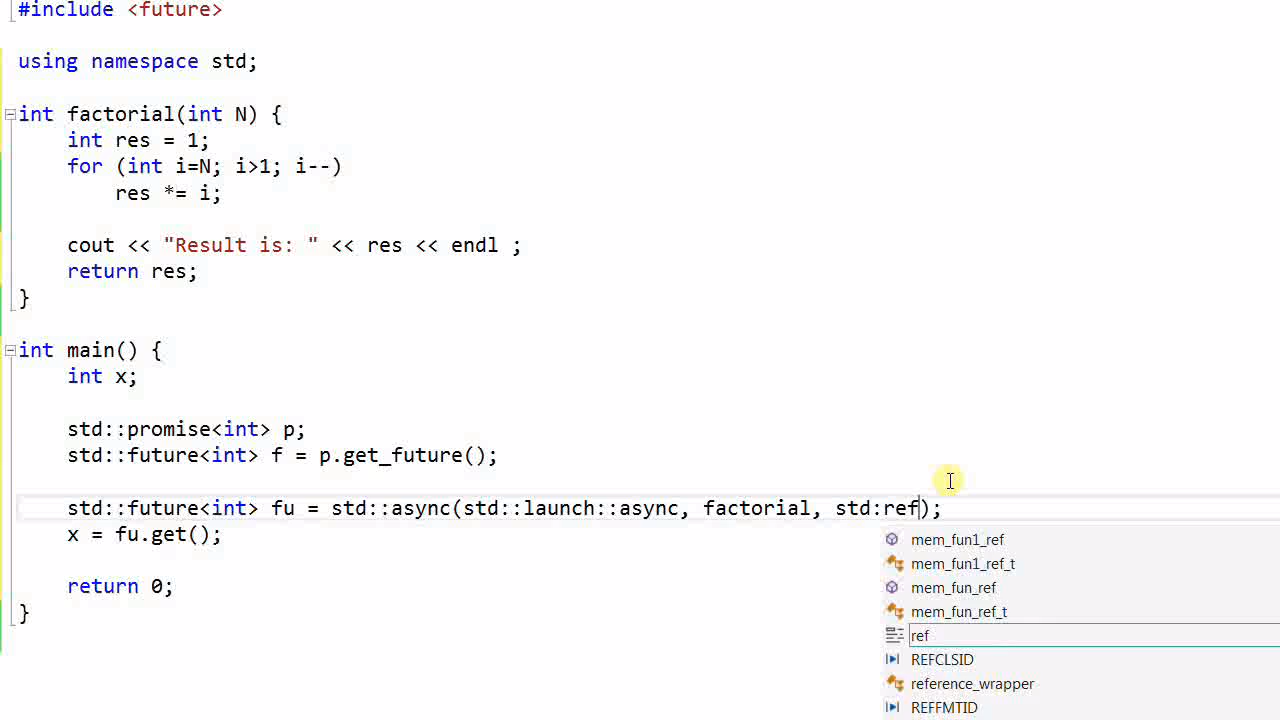 #include <future>
using namespace std;
int factorial(int N) {
int res = 1;
for (int i=N; i>1; i--)
res *= i;
cout << "Result is: " << res << endl ;
return res;
}
int main() {
int x;
std::promise<int> p;
std::future<int> f = p.get_future();
std::future<int> fu = std::async(std::launch::async, factorial, std:ref);
x = fu.get();
return 0;
}
mem_fun1_ref
mem_fun1_ref_t
mem_fun_ref
mem_fun_ref_t
ref
REFCLSID
reference_wrapper
REFFMTID